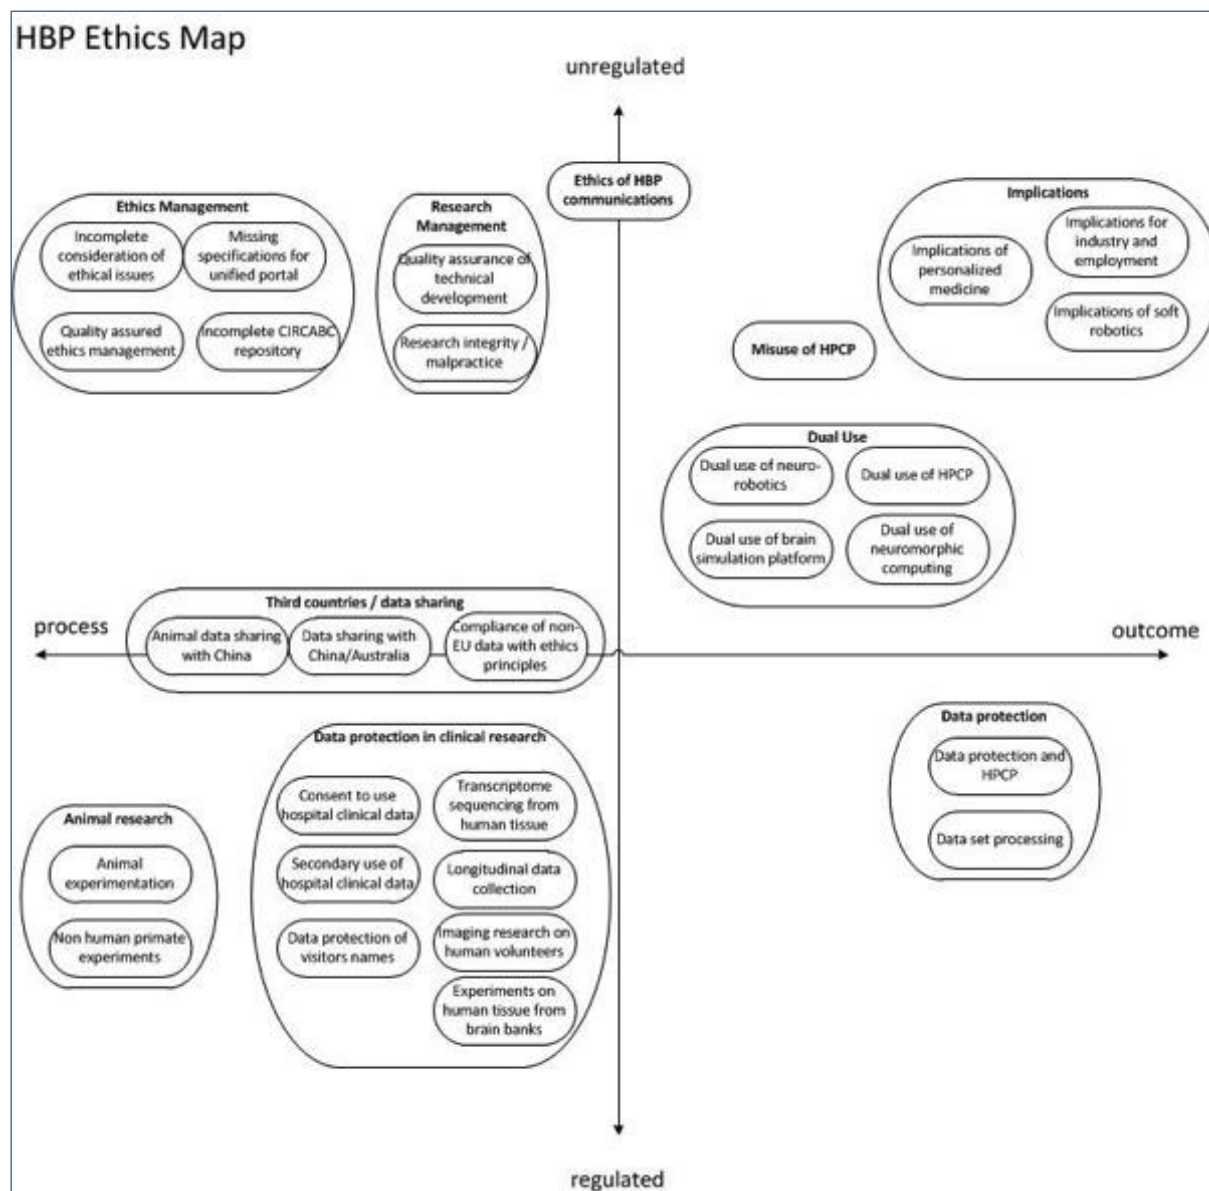 HBP Ethics Map
unregulated
Ethics of HBP
communications
Ethics Management
Incomplete
consideration of
ethical issues
Missing
specifications for
unified portal
Quality assured
ethics management
Incomplete CIRCABC
repository
Research
Management
Quality assurance of
technical
development
Research integrity /
malpractice
Implications
Implications of
personalized
medicine
Implications for
industry and
employment
Implications of soft
robotics
Misuse of HPCP
Dual Use
Dual use of neuro-
robotics
Dual use of HPCP
Dual use of brain
simulation platform
Dual use of
neuromorphic
computing
process
Third countries / data sharing
Animal data sharing
with China
Data sharing with
China/Australia
Compliance of non-
EU data with ethics
principles
outcome
Data protection in clinical research
Consent to use
hospital clinical data
Transcriptome
sequencing from
human tissue
Secondary use of
hospital clinical data
Longitudinal data
collection
Data protection of
visitors names
Imaging research on
human volunteers
Experiments on
human tissue from
brain banks
Animal research
Animal
experimentation
Non human primate
experiments
Data protection
Data protection and
HPCP
Data set processing
regulated